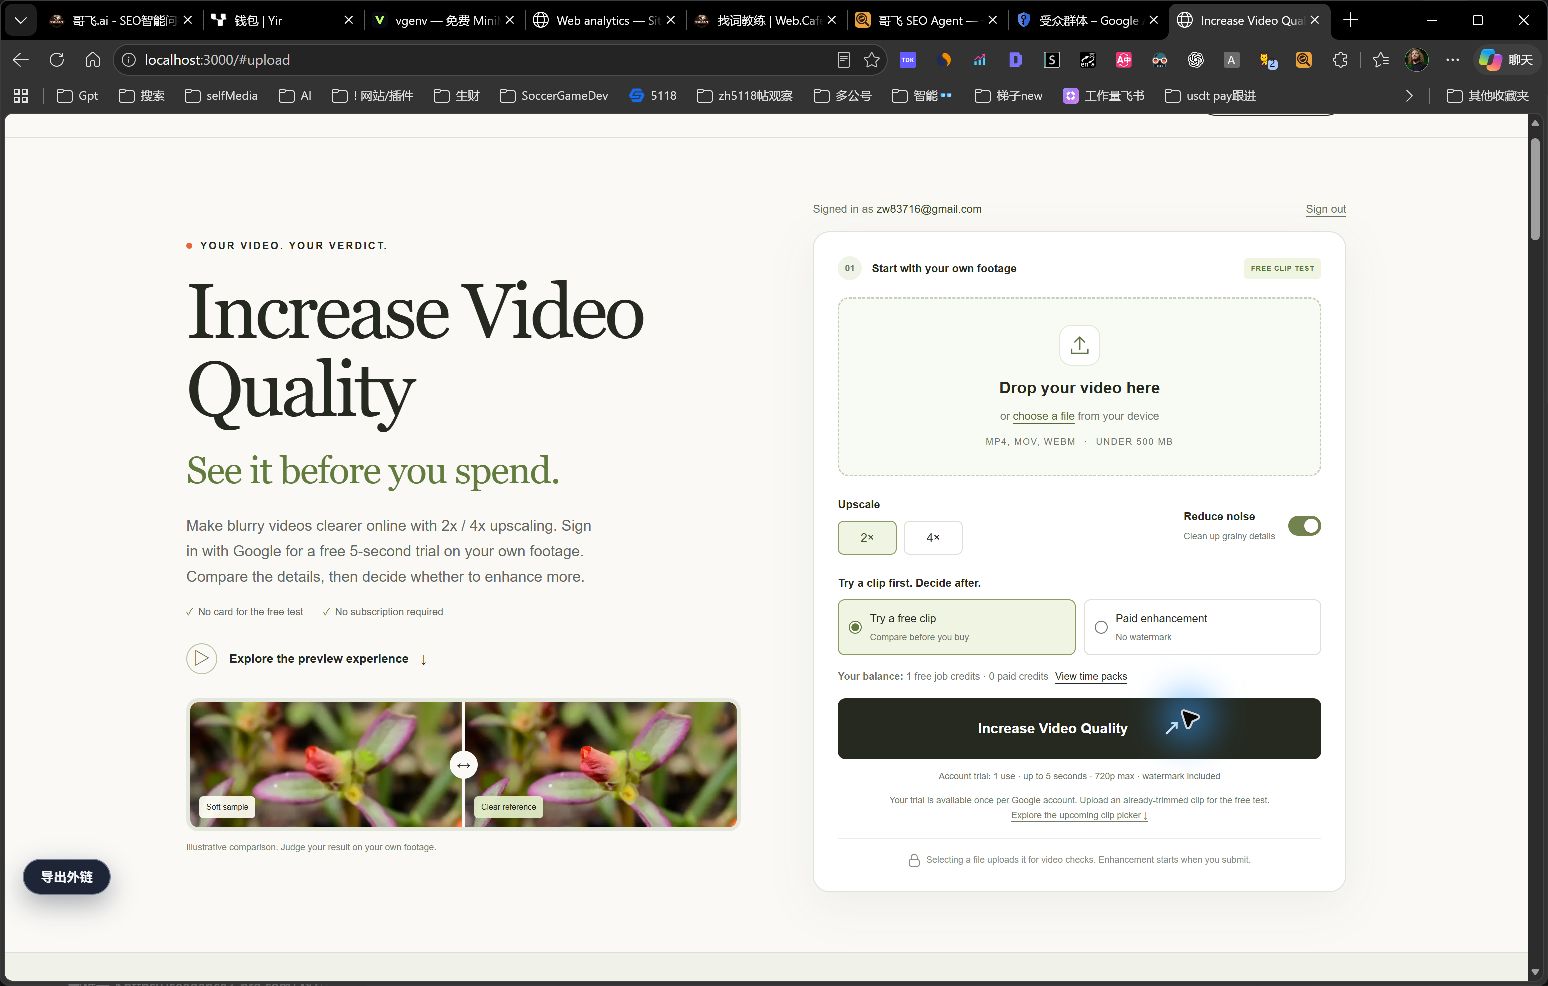 哥飞.ai - SEO智能问
钱包 | Yir
vgenv — 免费 Mini
Web analytics — Sit
找词教练 | Web.Cafe
哥飞 SEO Agent —
受众群体 – Google
Increase Video Qual
localhost:3000/#upload
聊天
Gpt
搜索
selfMedia
AI
! 网站/插件
生财
SoccerGameDev
5118
zh5118帖观察
多公号
智能
梯子new
工作量飞书
usdt pay跟进
其他收藏夹
Signed in as zw83716@gmail.com
Sign out
YOUR VIDEO. YOUR VERDICT.
Increase Video
Quality
See it before you spend.
Make blurry videos clearer online with 2x / 4x upscaling. Sign
in with Google for a free 5-second trial on your own footage.
Compare the details, then decide whether to enhance more.
✓ No card for the free test ✓ No subscription required
Explore the preview experience ↓
Soft sample
Clear reference
Illustrative comparison. Judge your result on your own footage.
导出外链
01 Start with your own footage
FREE CLIP TEST
Drop your video here
or choose a file from your device
MP4, MOV, WEBM · UNDER 500 MB
Upscale
2×
4×
Reduce noise
Clean up grainy details
Try a clip first. Decide after.
Try a free clip
Compare before you buy
Paid enhancement
No watermark
Your balance: 1 free job credits · 0 paid credits View time packs
Increase Video Quality ↗
Account trial: 1 use · up to 5 seconds · 720p max · watermark included
Your trial is available once per Google account. Upload an already-trimmed clip for the free test.
Explore the upcoming clip picker ↓
Selecting a file uploads it for video checks. Enhancement starts when you submit.